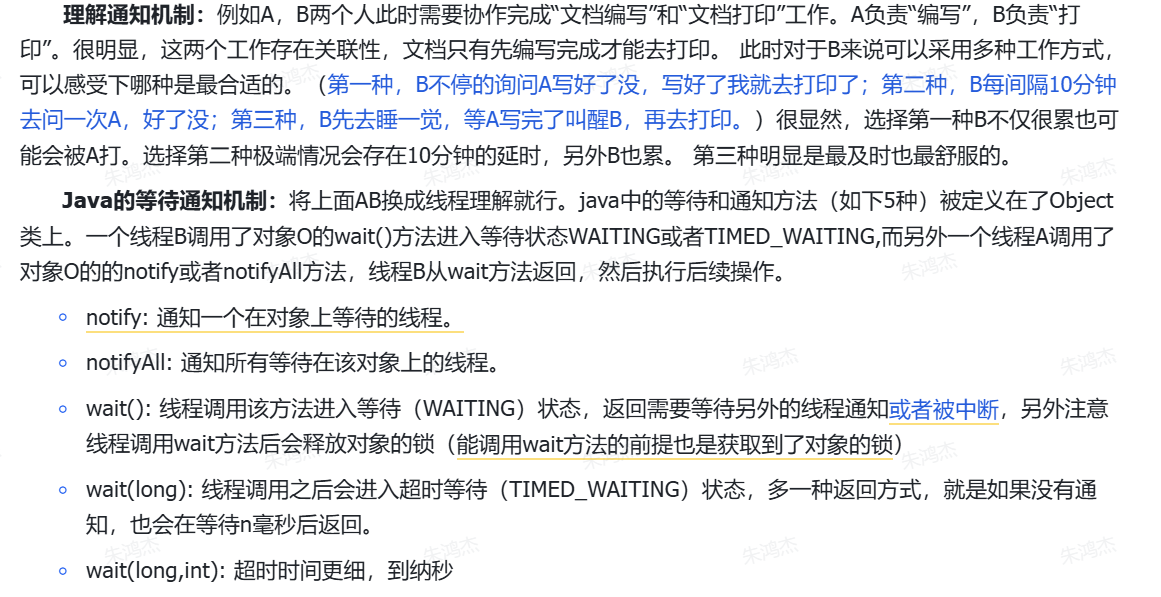 理解通知机制：例如A，B两个人此时需要协作完成“文档编写”和“文档打印”工作。A负责“编写”，B负责“打
印”。很明显，这两个工作存在关联性，文档只有先编写完成才能去打印。 此时对于B来说可以采用多种工作方式，
可以感受下哪种是最合适的。（第一种，B不停的询问A写好了没，写好了我就去打印了；第二种，B每间隔10分钟
去问一次A，好了没；第三种，B先去睡一觉，等A写完了叫醒B，再去打印。）很显然，选择第一种B不仅很累也可
能会被A打。选择第二种极端情况会存在10分钟的延时，另外B也累。 第三种明显是最及时也最舒服的。
Java的等待通知机制：将上面AB换成线程理解就行。java中的等待和通知方法（如下5种）被定义在了Object
类上。一个线程B调用了对象O的wait()方法进入等待状态WAITING或者TIMED_WAITING,而另外一个线程A调用了
对象O的的notify或者notifyAll方法，线程B从wait方法返回，然后执行后续操作。
notify: 通知一个在对象上等待的线程。
notifyAll: 通知所有等待在该对象上的线程。
wait(): 线程调用该方法进入等待（WAITING）状态，返回需要等待另外的线程通知或者被中断，另外注意
线程调用wait方法后会释放对象的锁（能调用wait方法的前提也是获取到了对象的锁）
wait(long): 线程调用之后会进入超时等待（TIMED_WAITING）状态，多一种返回方式，就是如果没有通
知，也会在等待n毫秒后返回。
wait(long,int): 超时时间更细，到纳秒
朱鸿杰